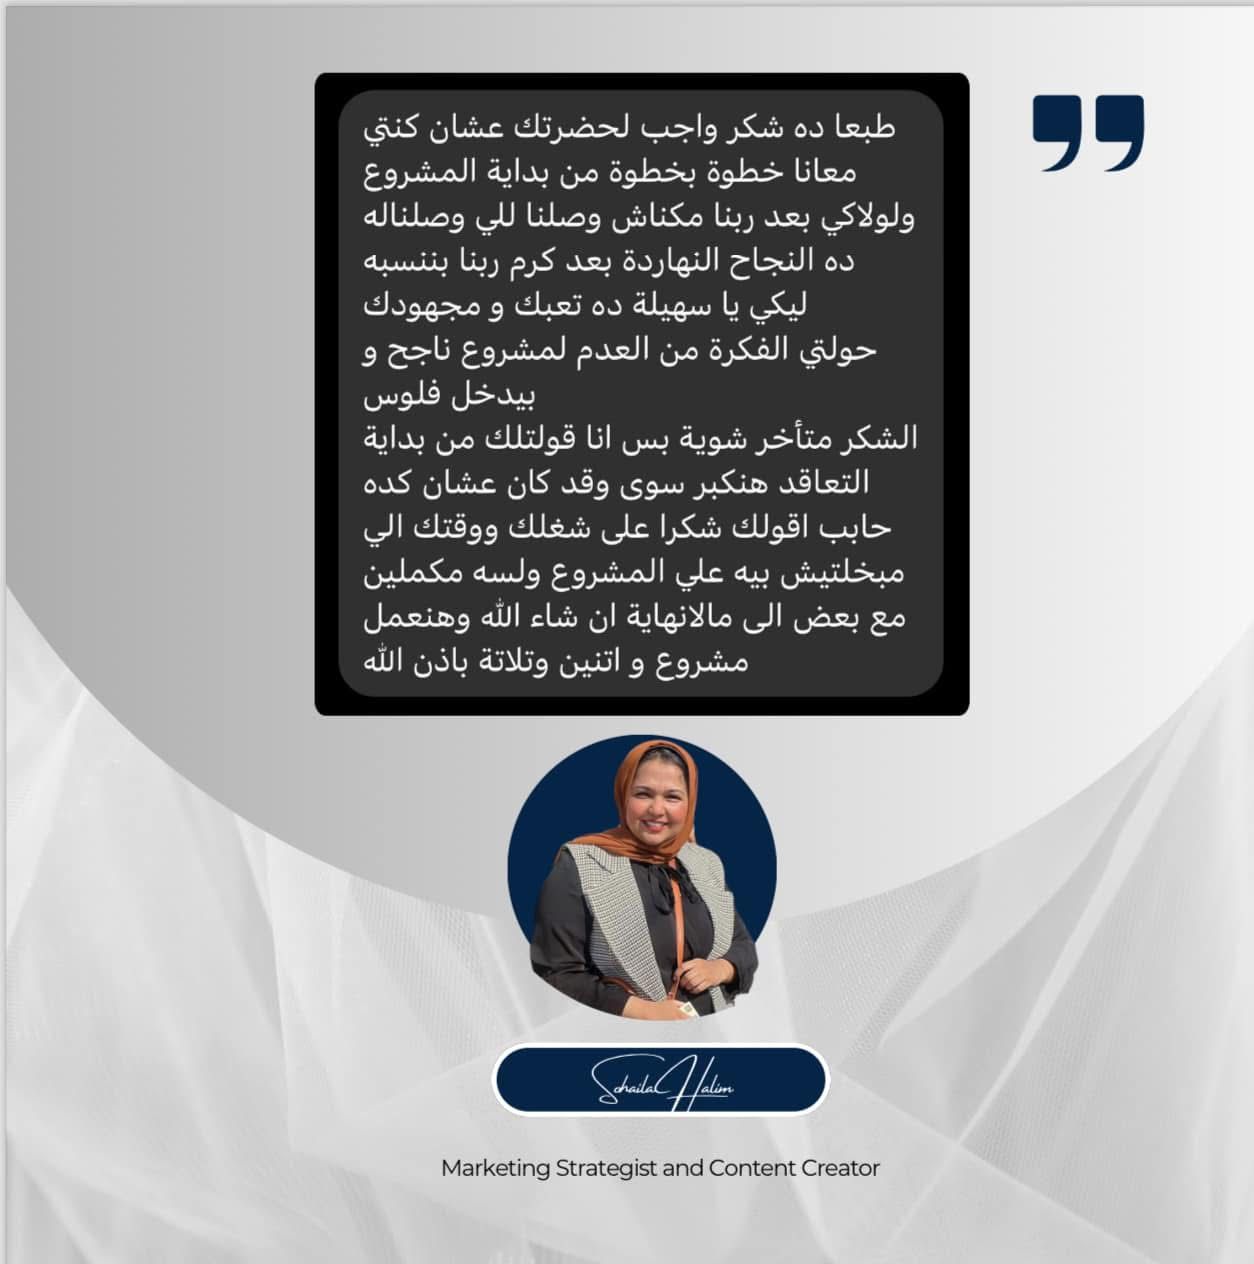 طبعا ده شكر واجب لحضرتك عشان كنتي
معانا خطوة بخطوة من بداية المشروع
ولولاكي بعد ربنا مكناش وصلنا للي وصلناله
ده النجاح النهاردة بعد كرم ربنا بننسبه
ليكي يا سهيلة ده تعبك و مجهودك
حولتي الفكرة من العدم لمشروع ناجح و
بيدخل فلوس
الشكر متأخر شوية بس انا قولتلك من بداية
التعاقد هنكبر سوى وقد كان عشان كده
حابب اقولك شكرا على شغلك ووقتك الي
مبخلتيش بيه علي المشروع ولسه مكملين
مع بعض الى مالانهاية ان شاء الله وهنعمل
مشروع و اتنين وتلاتة باذن الله
Sohaila Halim
Marketing Strategist and Content Creator